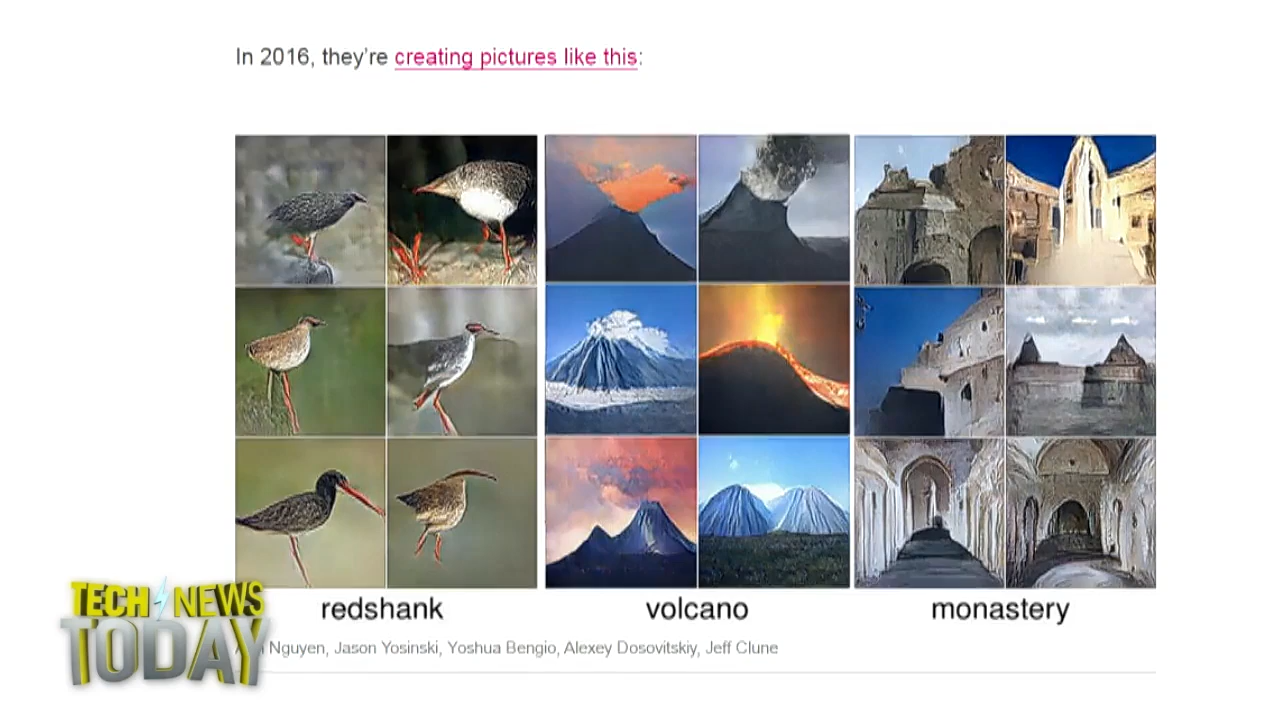 In 2016, they're creating pictures like this:
redshank
volcano
monastery
Nguyen, Jason Yosinski, Yoshua Bengio, Alexey Dosovitskiy, Jeff Clune
TECH NEWS
TODAY